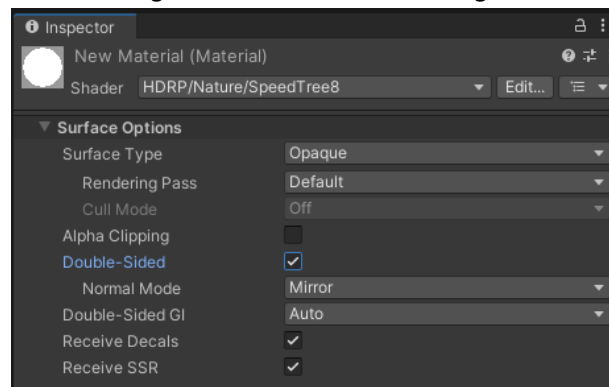 Inspector
New Material (Material)
Shader HDRP/Nature/SpeedTree8 Edit...
Surface Options
Surface Type Opaque
Rendering Pass Default
Cull Mode Off
Alpha Clipping
Double-Sided
Normal Mode Mirror
Double-Sided GI Auto
Receive Decals
Receive SSR